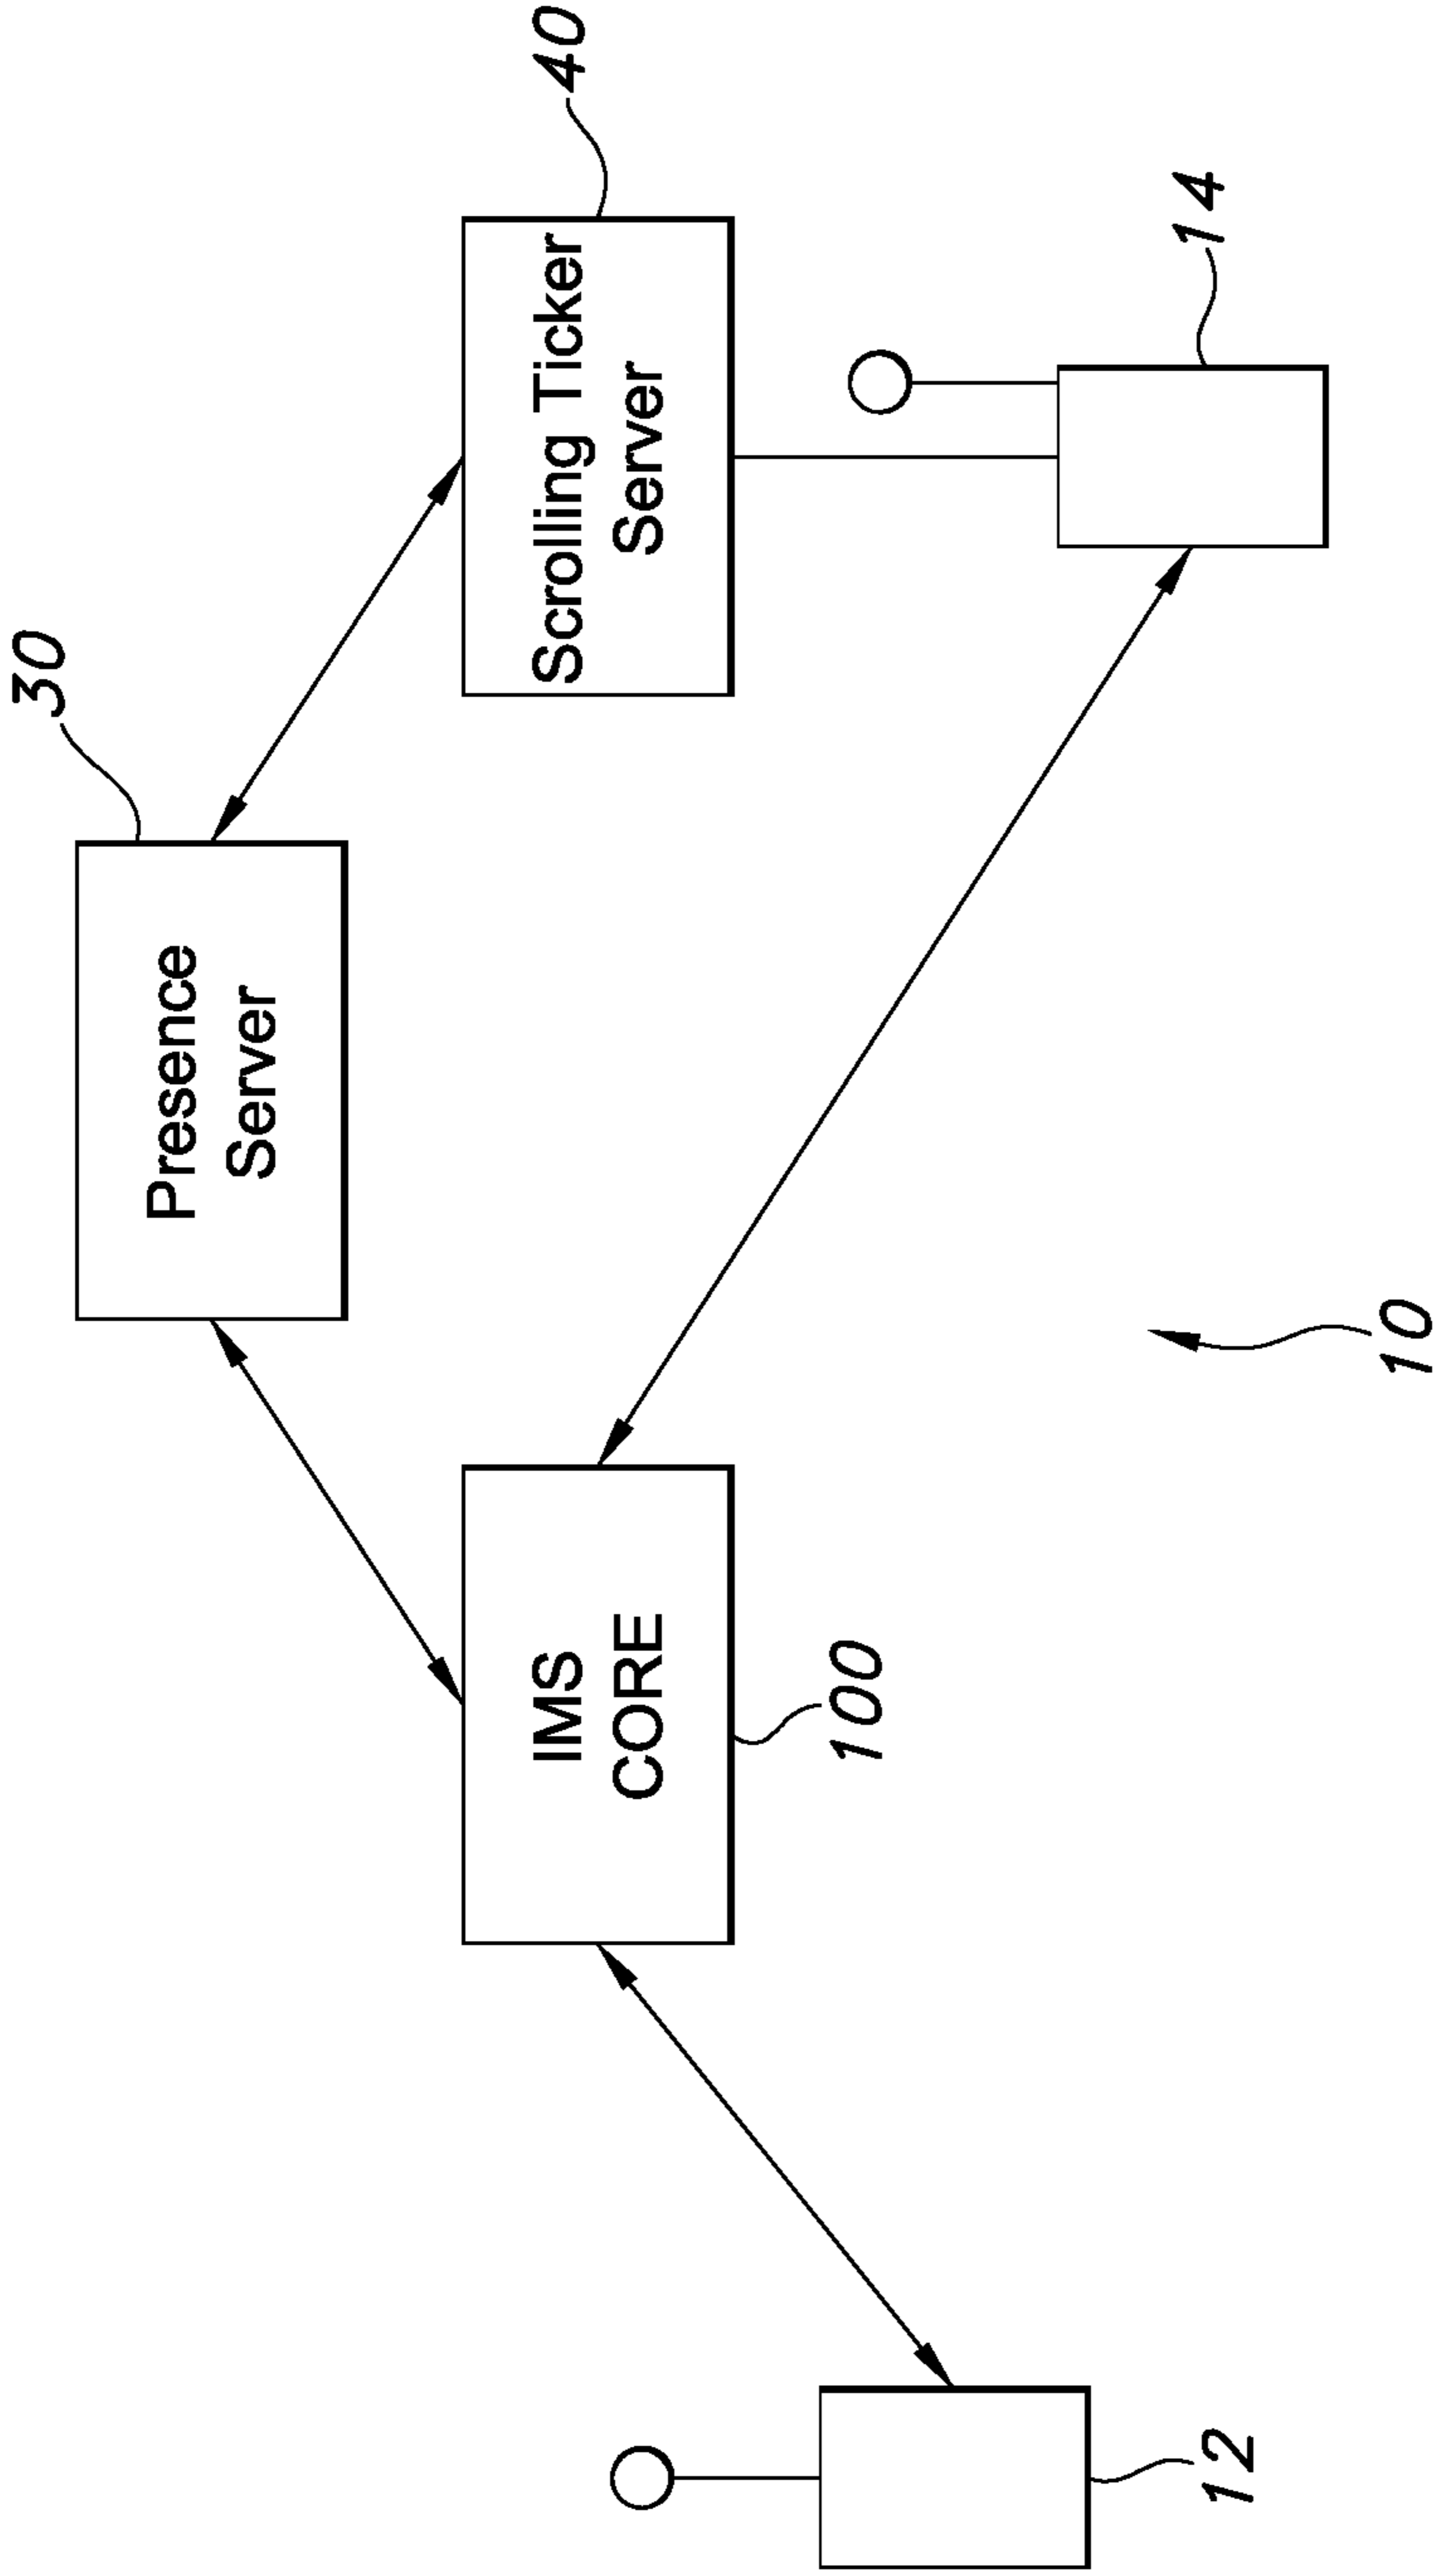 30
Presence
Server
40
Scrolling Ticker
Server
IMS
CORE
100
14
12
10